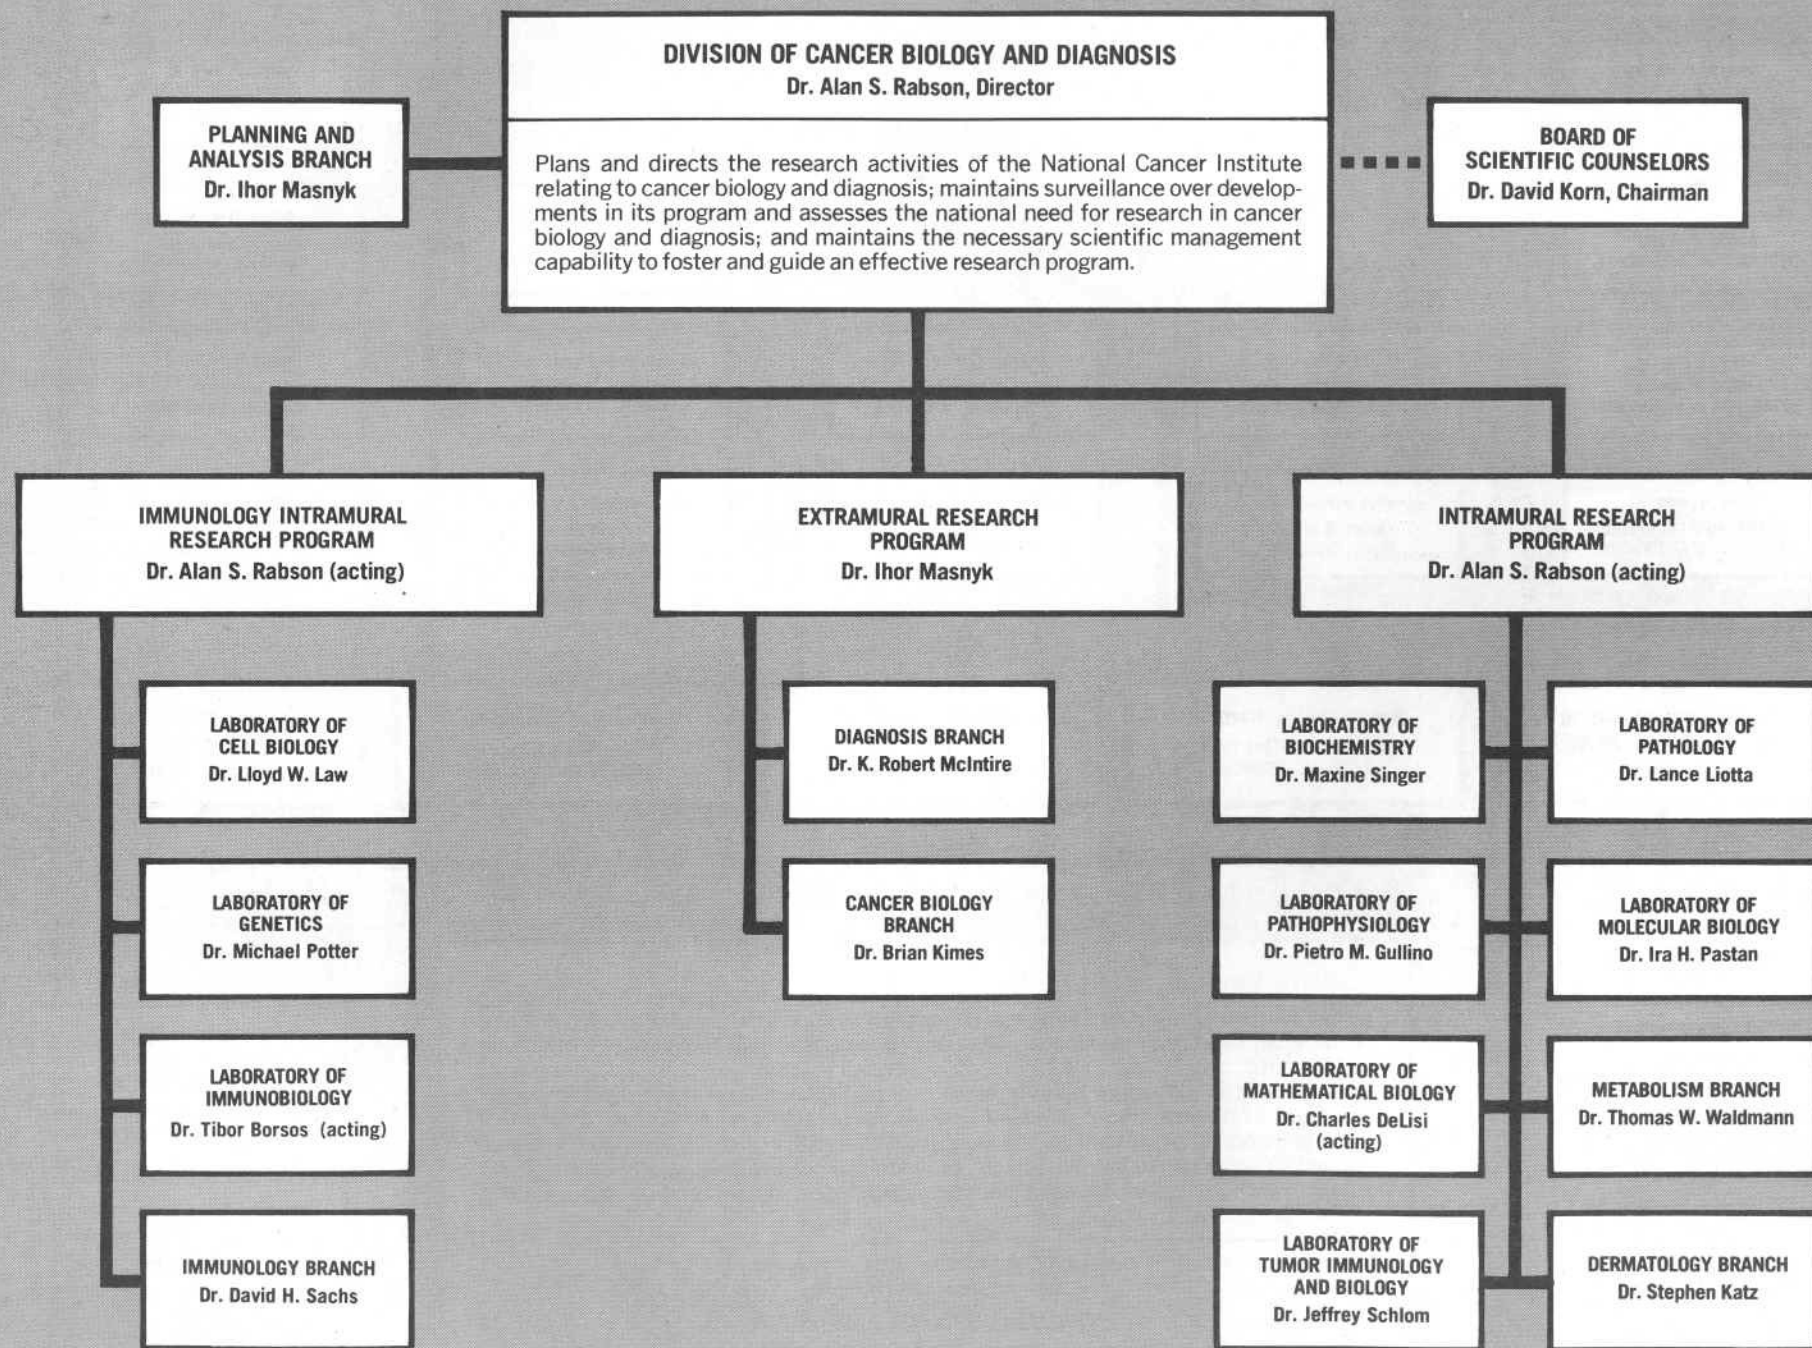 DIVISION OF CANCER BIOLOGY AND DIAGNOSIS
Dr. Alan S. Rabson, Director
Plans and directs the research activities of the National Cancer Institute
relating to cancer biology and diagnosis; maintains surveillance over develop-
ments in its program and assesses the national need for research in cancer
biology and diagnosis; and maintains the necessary scientific management
capability to foster and guide an effective research program.
PLANNING AND
ANALYSIS BRANCH
Dr. Ihor Masnyk
BOARD OF
SCIENTIFIC COUNSELORS
Dr. David Korn, Chairman
IMMUNOLOGY INTRAMURAL
RESEARCH PROGRAM
Dr. Alan S. Rabson (acting)
LABORATORY OF
CELL BIOLOGY
Dr. Lloyd W. Law
LABORATORY OF
GENETICS
Dr. Michael Potter
LABORATORY OF
IMMUNOBIOLOGY
Dr. Tibor Borsos (acting)
IMMUNOLOGY BRANCH
Dr. David H. Sachs
EXTRAMURAL RESEARCH
PROGRAM
Dr. Ihor Masnyk
DIAGNOSIS BRANCH
Dr. K. Robert McIntire
CANCER BIOLOGY
BRANCH
Dr. Brian Kimes
INTRAMURAL RESEARCH
PROGRAM
Dr. Alan S. Rabson (acting)
LABORATORY OF
BIOCHEMISTRY
Dr. Maxine Singer
LABORATORY OF
PATHOLOGY
Dr. Lance Liotta
LABORATORY OF
PATHOPHYSIOLOGY
Dr. Pietro M. Gullino
LABORATORY OF
MOLECULAR BIOLOGY
Dr. Ira H. Pastan
LABORATORY OF
MATHEMATICAL BIOLOGY
Dr. Charles DeLisi
(acting)
METABOLISM BRANCH
Dr. Thomas W. Waldmann
LABORATORY OF
TUMOR IMMUNOLOGY
AND BIOLOGY
Dr. Jeffrey Schlom
DERMATOLOGY BRANCH
Dr. Stephen Katz